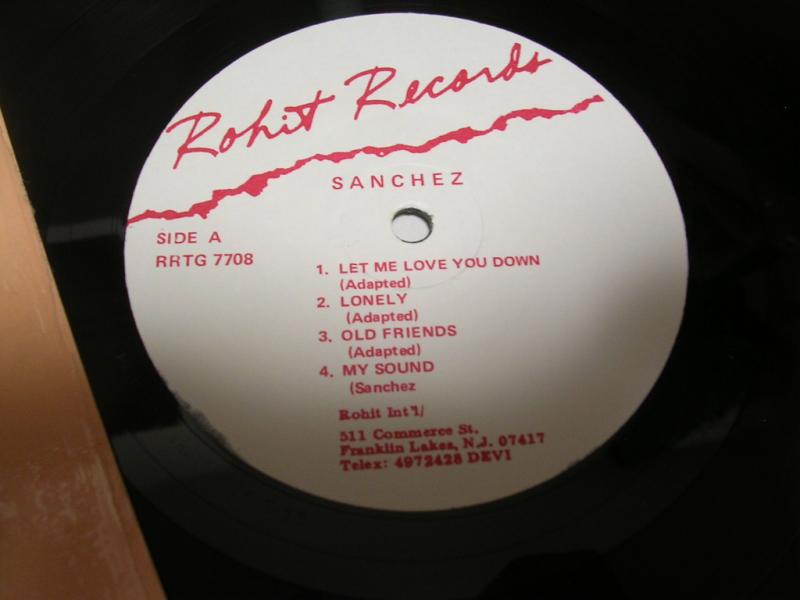 Rohit Records
SANCHEZ
SIDE A
RRTG 7708
1. LET ME LOVE YOU DOWN
(Adapted)
2. LONELY
(Adapted)
3. OLD FRIENDS
(Adapted)
4. MY SOUND
(Sanchez
Rohit Int'l/
511 Commerce St.
Franklin Lakes, N.J. 07417
Telex: 4972428 DEVI